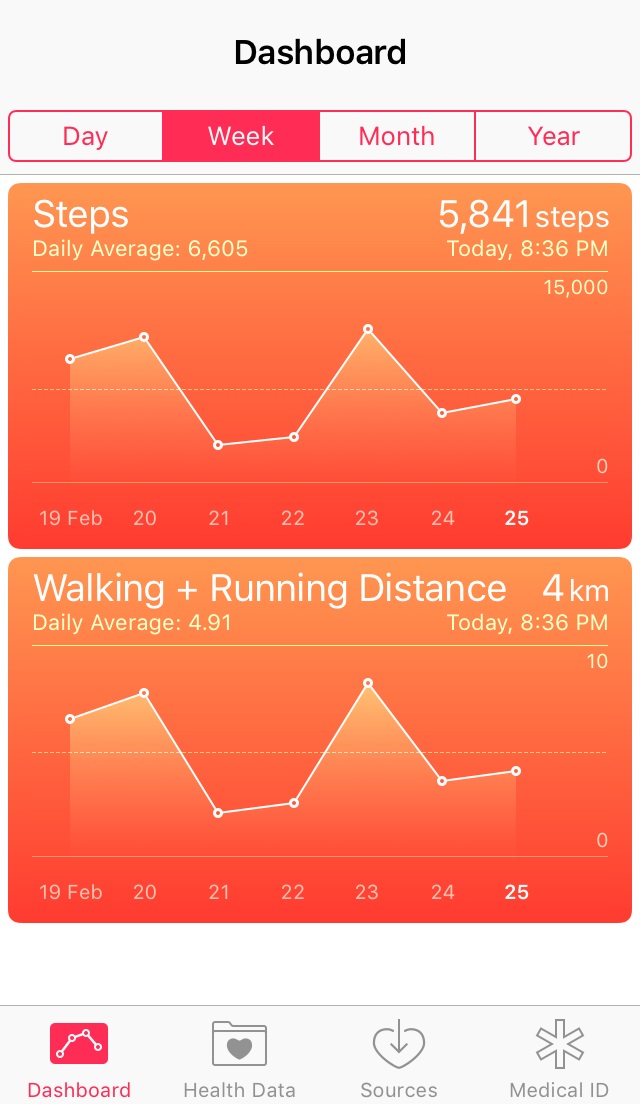 Dashboard
Day Week Month Year
Steps 5,841 steps
Daily Average: 6,605 Today, 8:36 PM
15,000
0
19 Feb 20 21 22 23 24 25
Walking + Running Distance 4 km
Daily Average: 4.91 Today, 8:36 PM
10
0
19 Feb 20 21 22 23 24 25
Dashboard Health Data Sources Medical ID